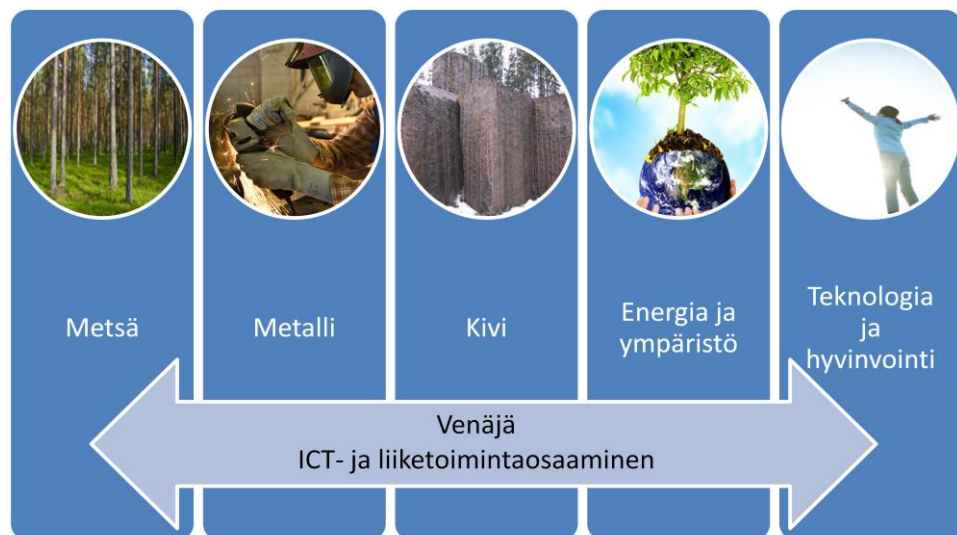 Metsä
Metalli
Kivi
Energia ja
ympäristö
Teknologia
ja
hyvinvointi
Venäjä
ICT- ja liiketoimintaosaaminen